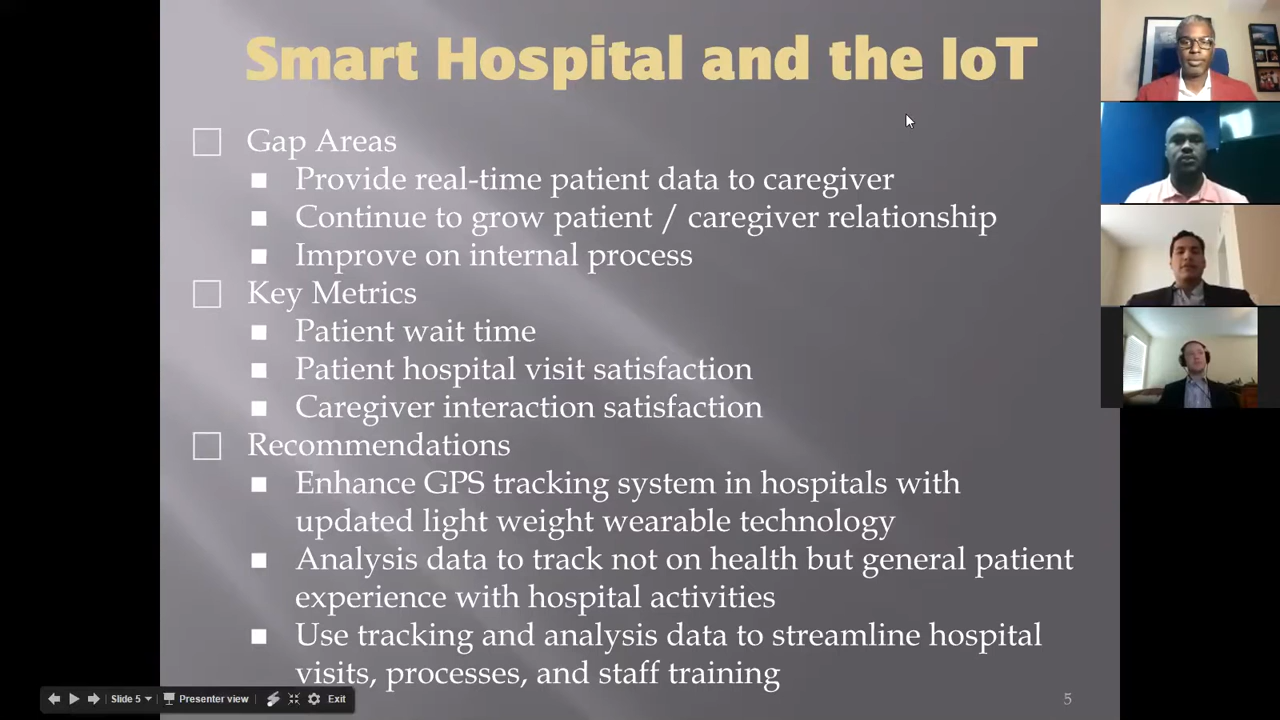 Smart Hospital and the IoT
Gap Areas
Provide real-time patient data to caregiver
Continue to grow patient / caregiver relationship
Improve on internal process
Key Metrics
Patient wait time
Patient hospital visit satisfaction
Caregiver interaction satisfaction
Recommendations
Enhance GPS tracking system in hospitals with
updated light weight wearable technology
Analysis data to track not on health but general patient
experience with hospital activities
Use tracking and analysis data to streamline hospital
visits, processes, and staff training
Slide 5 Presenter view Exit
5